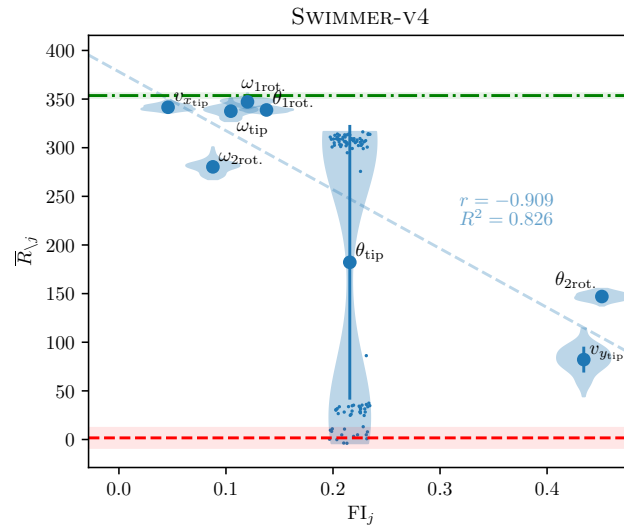 SWIMMER-V4
400
350
300
250
200
150
100
50
0
R̅\j
ω1rot.
vxtip
θ1rot.
ωtip
ω2rot.
r = −0.909
R² = 0.826
θtip
θ2rot.
vytip
0.0 0.1 0.2 0.3 0.4
FIj